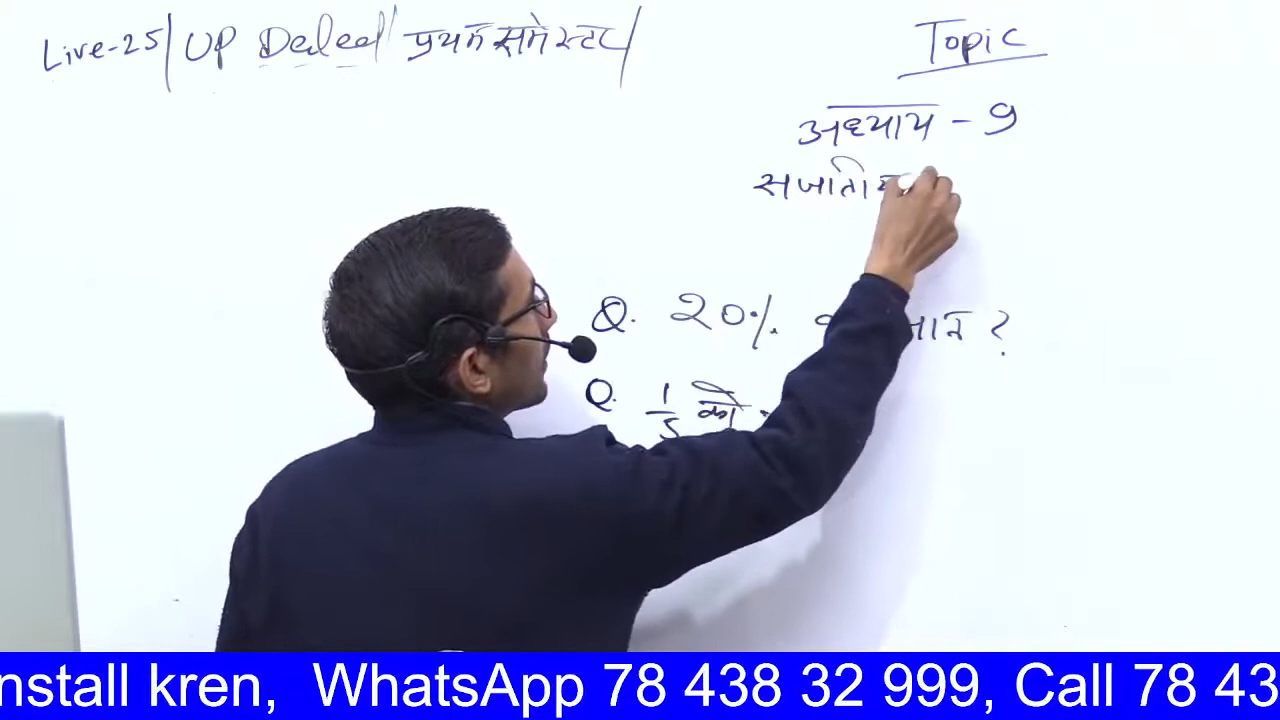 Live-25/ UP Deled/ प्रथम समेस्टर/
Topic
अध्याय - 9
सजातीय
Q. 20% ?
Q. 1/5 को
nstall kren, WhatsApp 78 438 32 999, Call 78 43